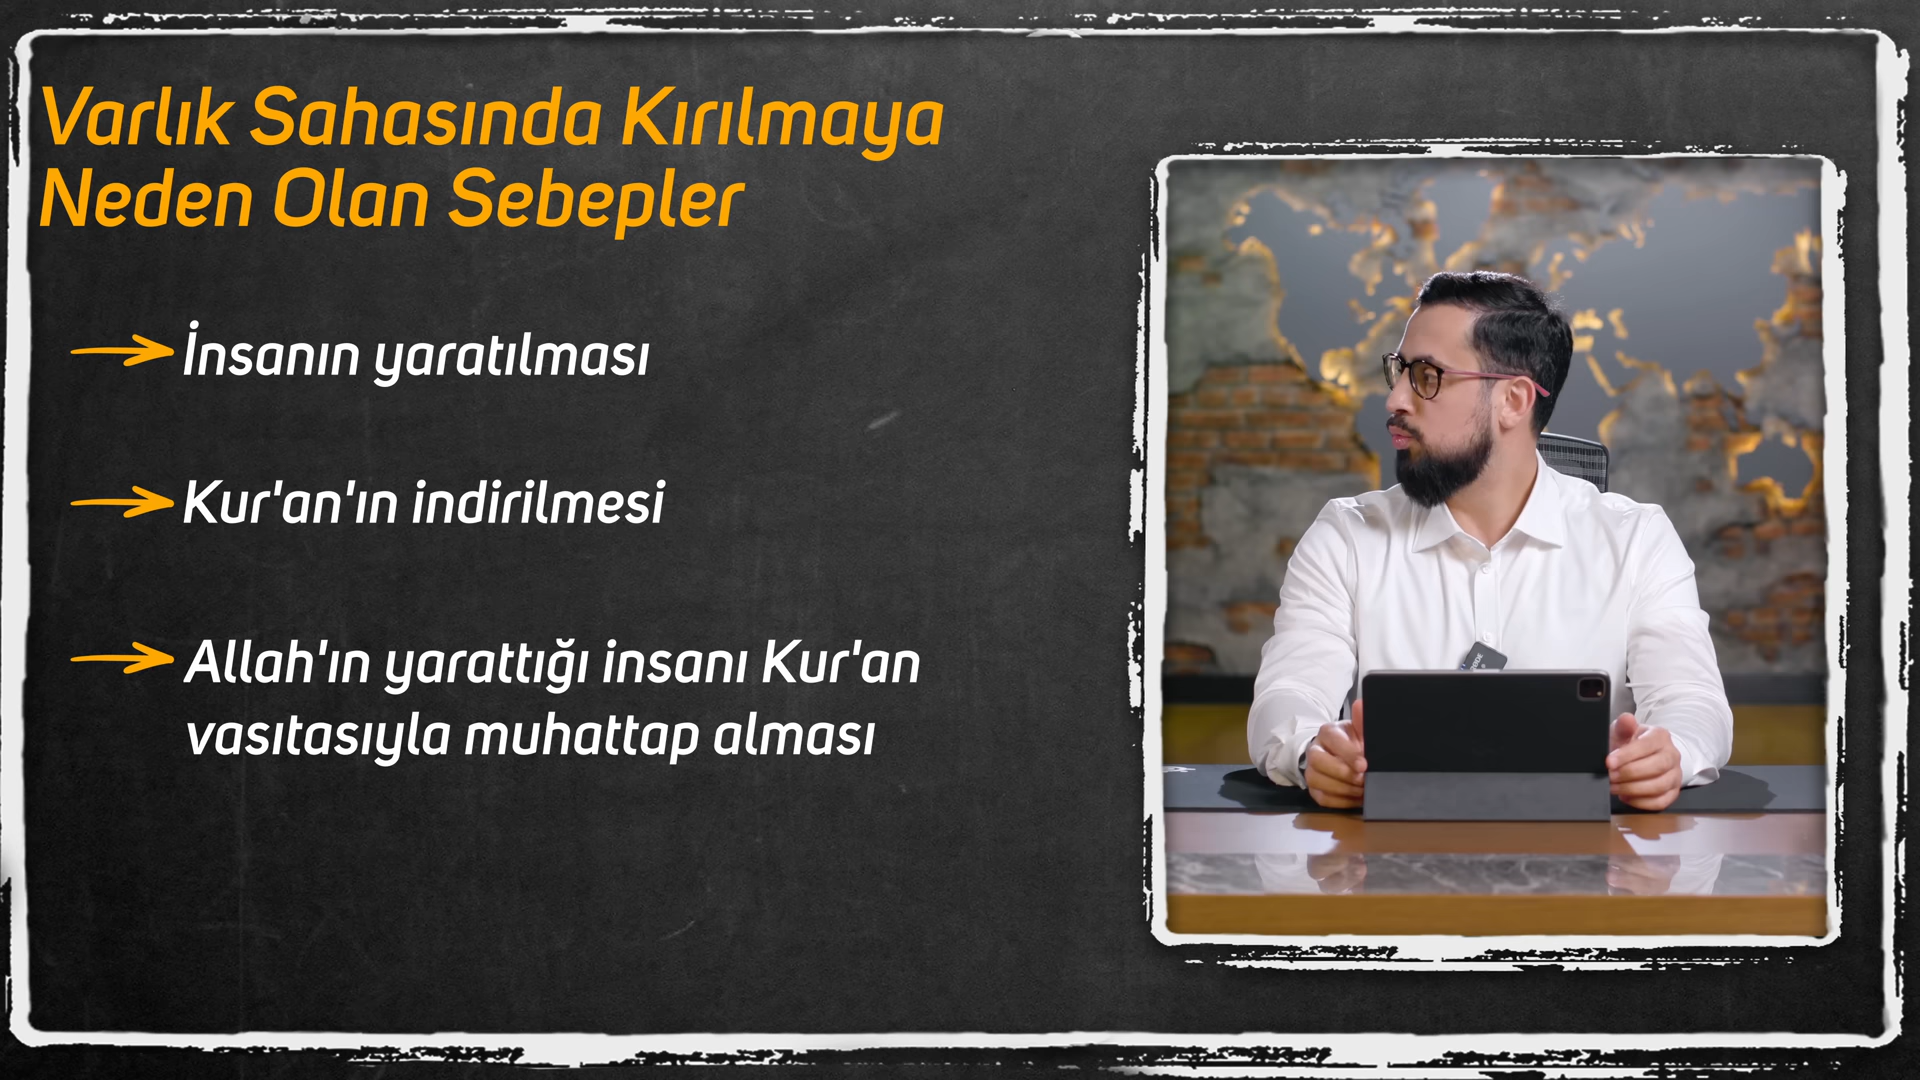 Varlık Sahasında Kırılmaya
Neden Olan Sebepler
İnsanın yaratılması
Kur'an'ın indirilmesi
Allah'ın yarattığı insanı Kur'an
vasıtasıyla muhattap alması